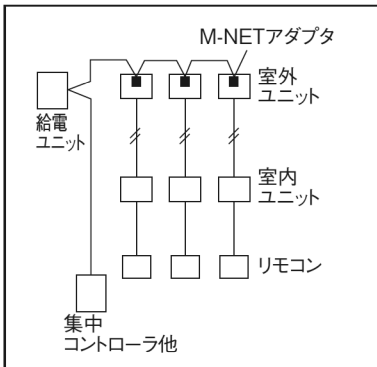 M-NETアダプタ
室外
ユニット
給電
ユニット
室内
ユニット
リモコン
集中
コントローラ他